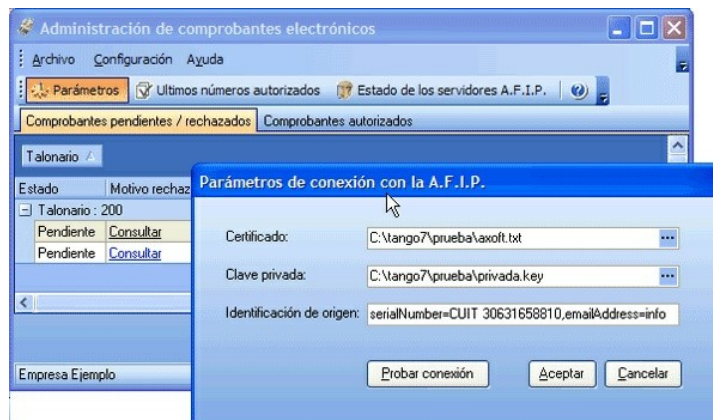 Administración de comprobantes electrónicos
Archivo Configuración Ayuda
Parámetros Ultimos números autorizados Estado de los servidores A.F.I.P.
Comprobantes pendientes / rechazados Comprobantes autorizados
Talonario
Estado Motivo rechaz
Talonario : 200
Pendiente Consultar
Pendiente Consultar
Empresa Ejemplo
Parámetros de conexión con la A.F.I.P.
Certificado: C:\tango7\prueba\axoft.txt ...
Clave privada: C:\tango7\prueba\privada.key ...
Identificación de origen: serialNumber=CUIT 30631658810,emailAddress=info
Probar conexión Aceptar Cancelar